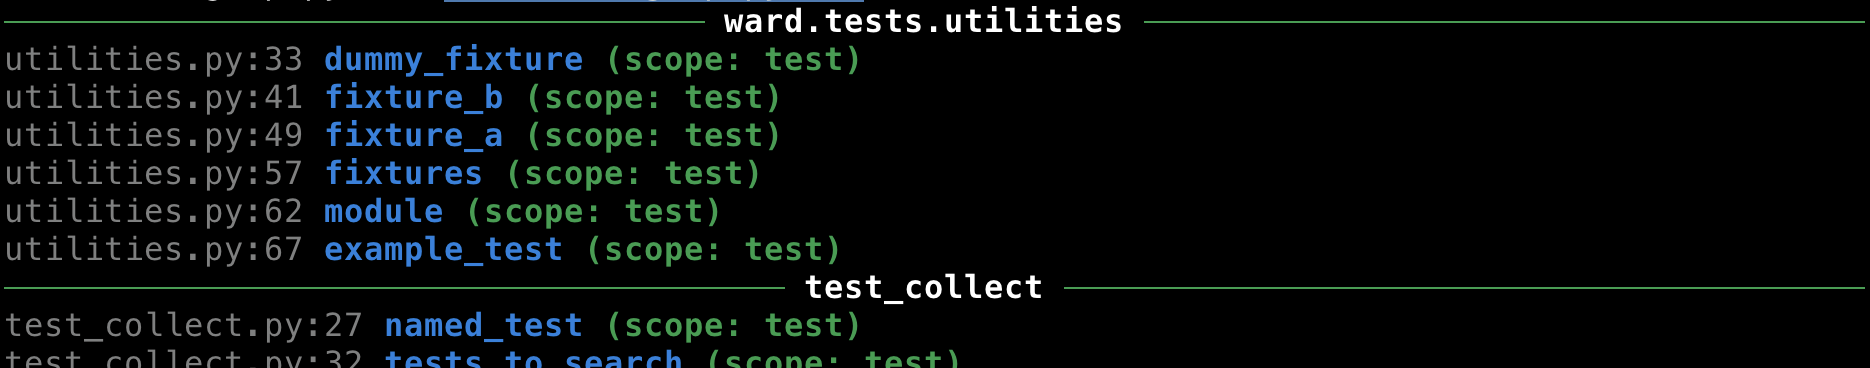 ward.tests.utilities
utilities.py:33 dummy_fixture (scope: test)
utilities.py:41 fixture_b (scope: test)
utilities.py:49 fixture_a (scope: test)
utilities.py:57 fixtures (scope: test)
utilities.py:62 module (scope: test)
utilities.py:67 example_test (scope: test)
test_collect
test_collect.py:27 named_test (scope: test)
test_collect.py:32 tests_to_search (scope: test)